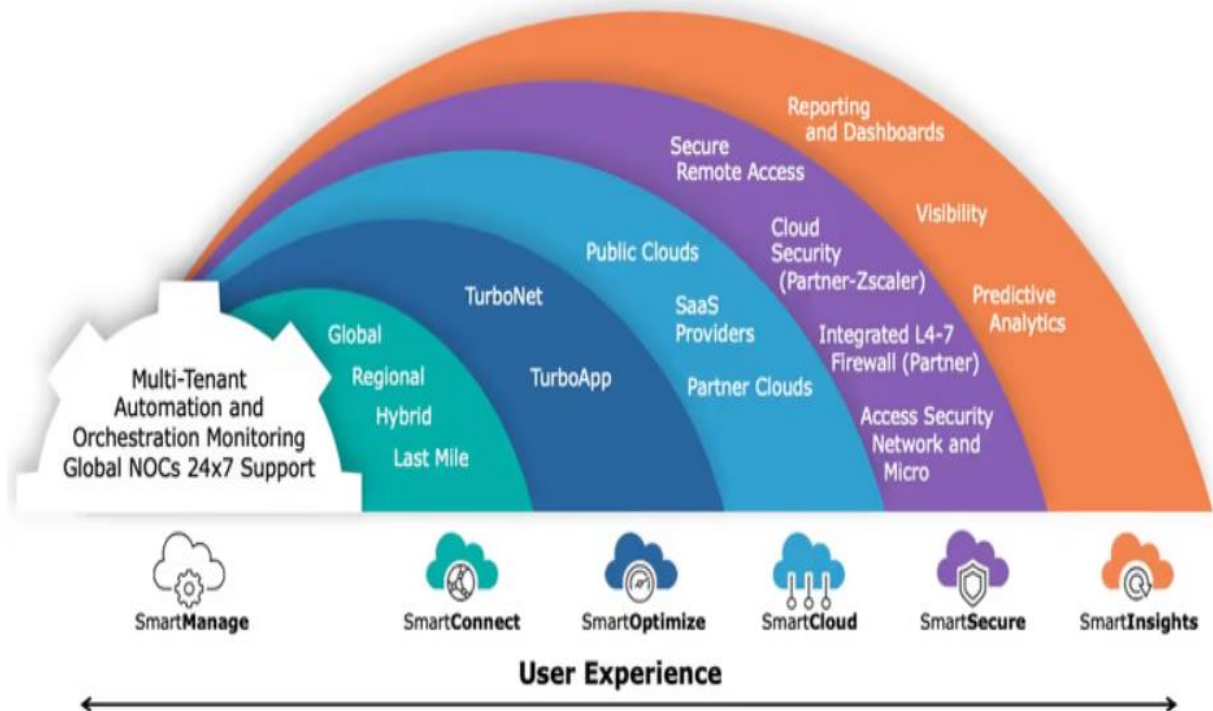 Reporting
and Dashboards
Visibility
Predictive
Analytics
Secure
Remote Access
Cloud
Security
(Partner-Zscaler)
Integrated L4-7
Firewall (Partner)
Access Security
Network and
Micro
Public Clouds
SaaS
Providers
Partner Clouds
TurboNet
TurboApp
Global
Regional
Hybrid
Last Mile
Multi-Tenant
Automation and
Orchestration Monitoring
Global NOCs 24x7 Support
SmartManage
SmartConnect
SmartOptimize
SmartCloud
SmartSecure
SmartInsights
User Experience